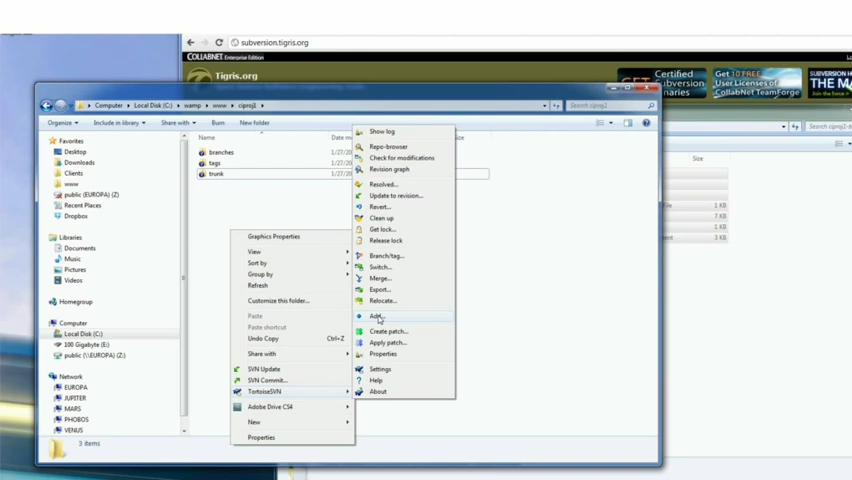 subversion.tigris.org
COLLABNET Enterprise Edition
Tigris.org
GET
Certified
Subversion
Binaries
Get 10 FREE
User Licenses of
CollabNet TeamForge
SUBVERSION H
THE MA
Computer ▸ Local Disk (C:) ▸ wamp ▸ www ▸ ciproj1 ▸
Search ciproj1
Organize
Include in library
Share with
Burn
New folder
Name
Size
Favorites
Desktop
Downloads
Clients
www
public (EUROPA) (Z)
Recent Places
Dropbox
Libraries
Documents
Music
Pictures
Videos
Homegroup
Computer
Local Disk (C:)
100 Gigabyte (E:)
public (\\EUROPA) (Z:)
Network
EUROPA
JUPITER
MARS
PHOBOS
VENUS
branches 1/27/20
tags 1/27/20
trunk 1/27/20
3 items
Graphics Properties
View
Sort by
Group by
Refresh
Customize this folder...
Paste
Paste shortcut
Undo Copy Ctrl+Z
Share with
SVN Update
SVN Commit...
TortoiseSVN
Adobe Drive CS4
New
Properties
Show log
Repo-browser
Check for modifications
Revision graph
Resolved...
Update to revision...
Revert...
Clean up
Get lock...
Release lock
Branch/tag...
Switch...
Merge...
Export...
Relocate...
Add...
Create patch...
Apply patch...
Properties
Settings
Help
About
Size
File 1 KB
7 KB
1 KB
3 KB